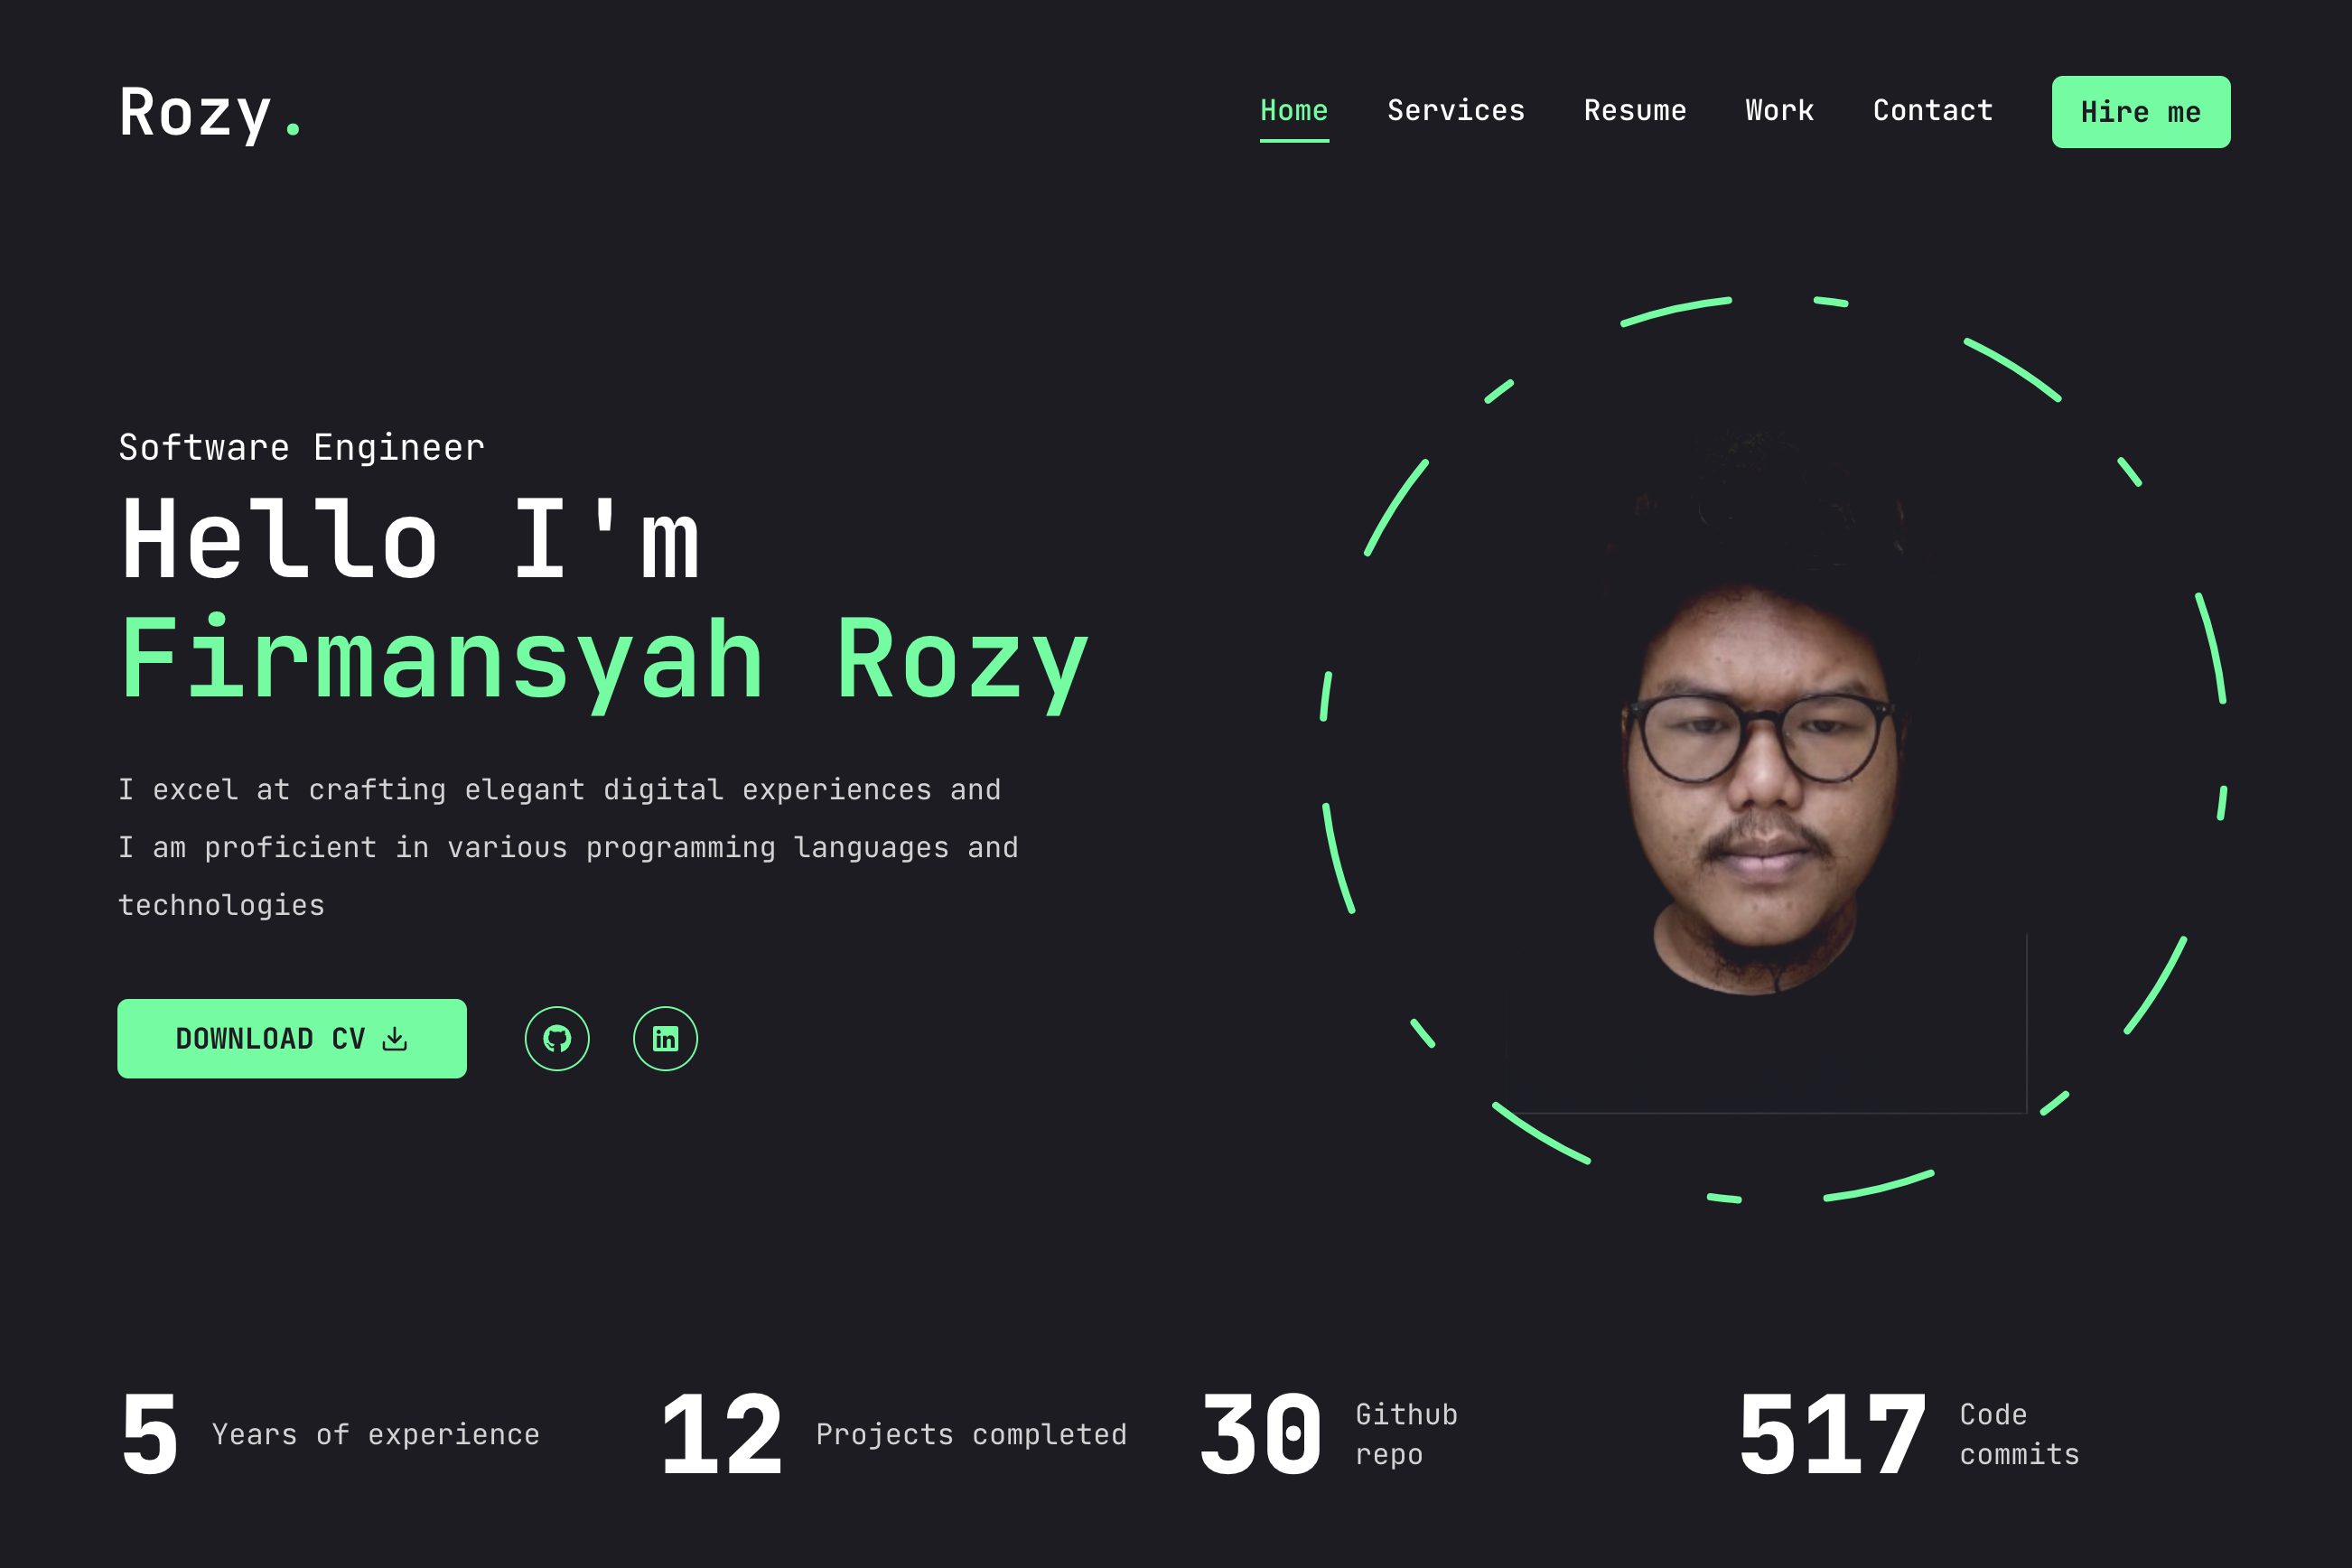 Rozy.
Home Services Resume Work Contact Hire me
Software Engineer
Hello I'm
Firmansyah Rozy
I excel at crafting elegant digital experiences and
I am proficient in various programming languages and
technologies
DOWNLOAD CV
in
5 Years of experience
12 Projects completed
30 Github
repo
517 Code
commits